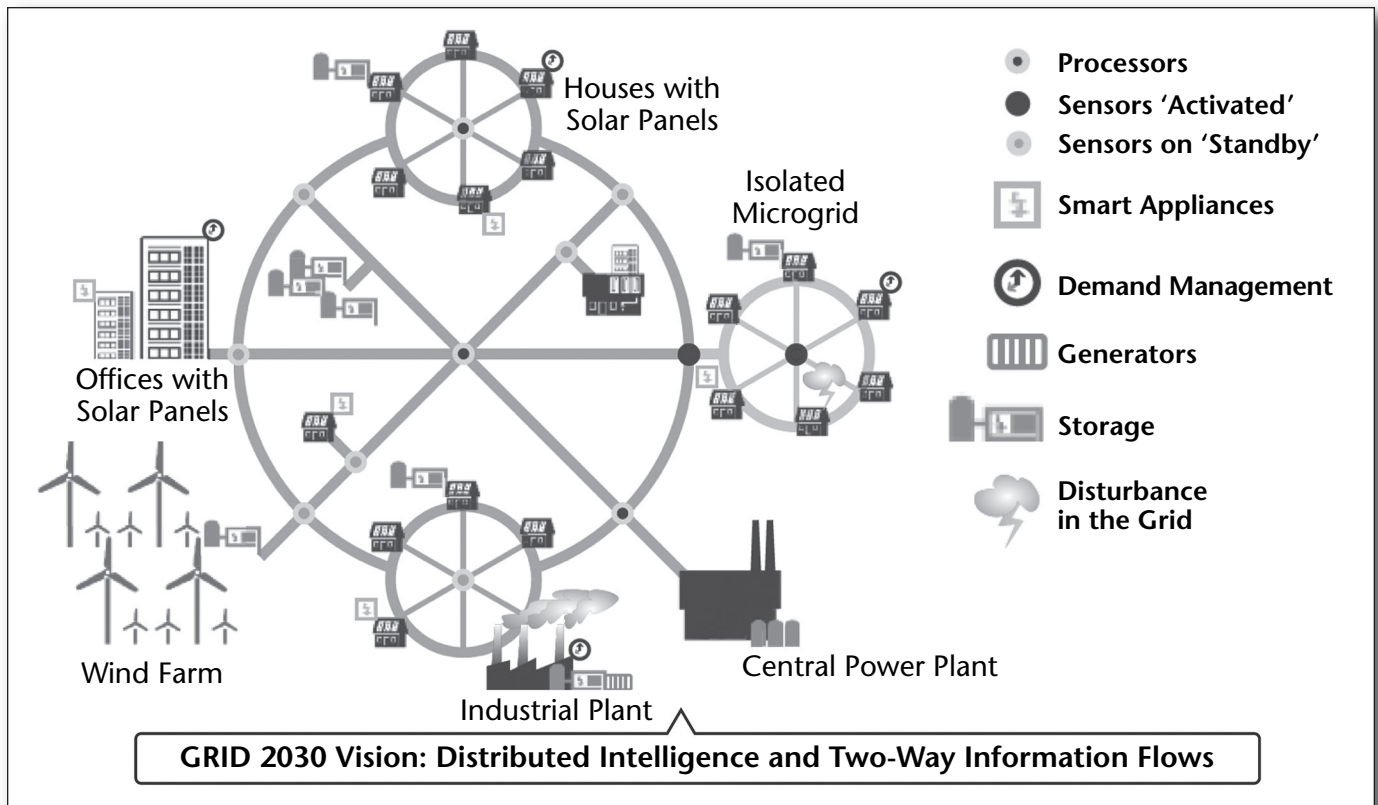 Houses with
Solar Panels
Isolated
Microgrid
Offices with
Solar Panels
Wind Farm
Industrial Plant
Central Power Plant
Processors
Sensors ‘Activated’
Sensors on ‘Standby’
Smart Appliances
Demand Management
Generators
Storage
Disturbance
in the Grid
GRID 2030 Vision: Distributed Intelligence and Two-Way Information Flows